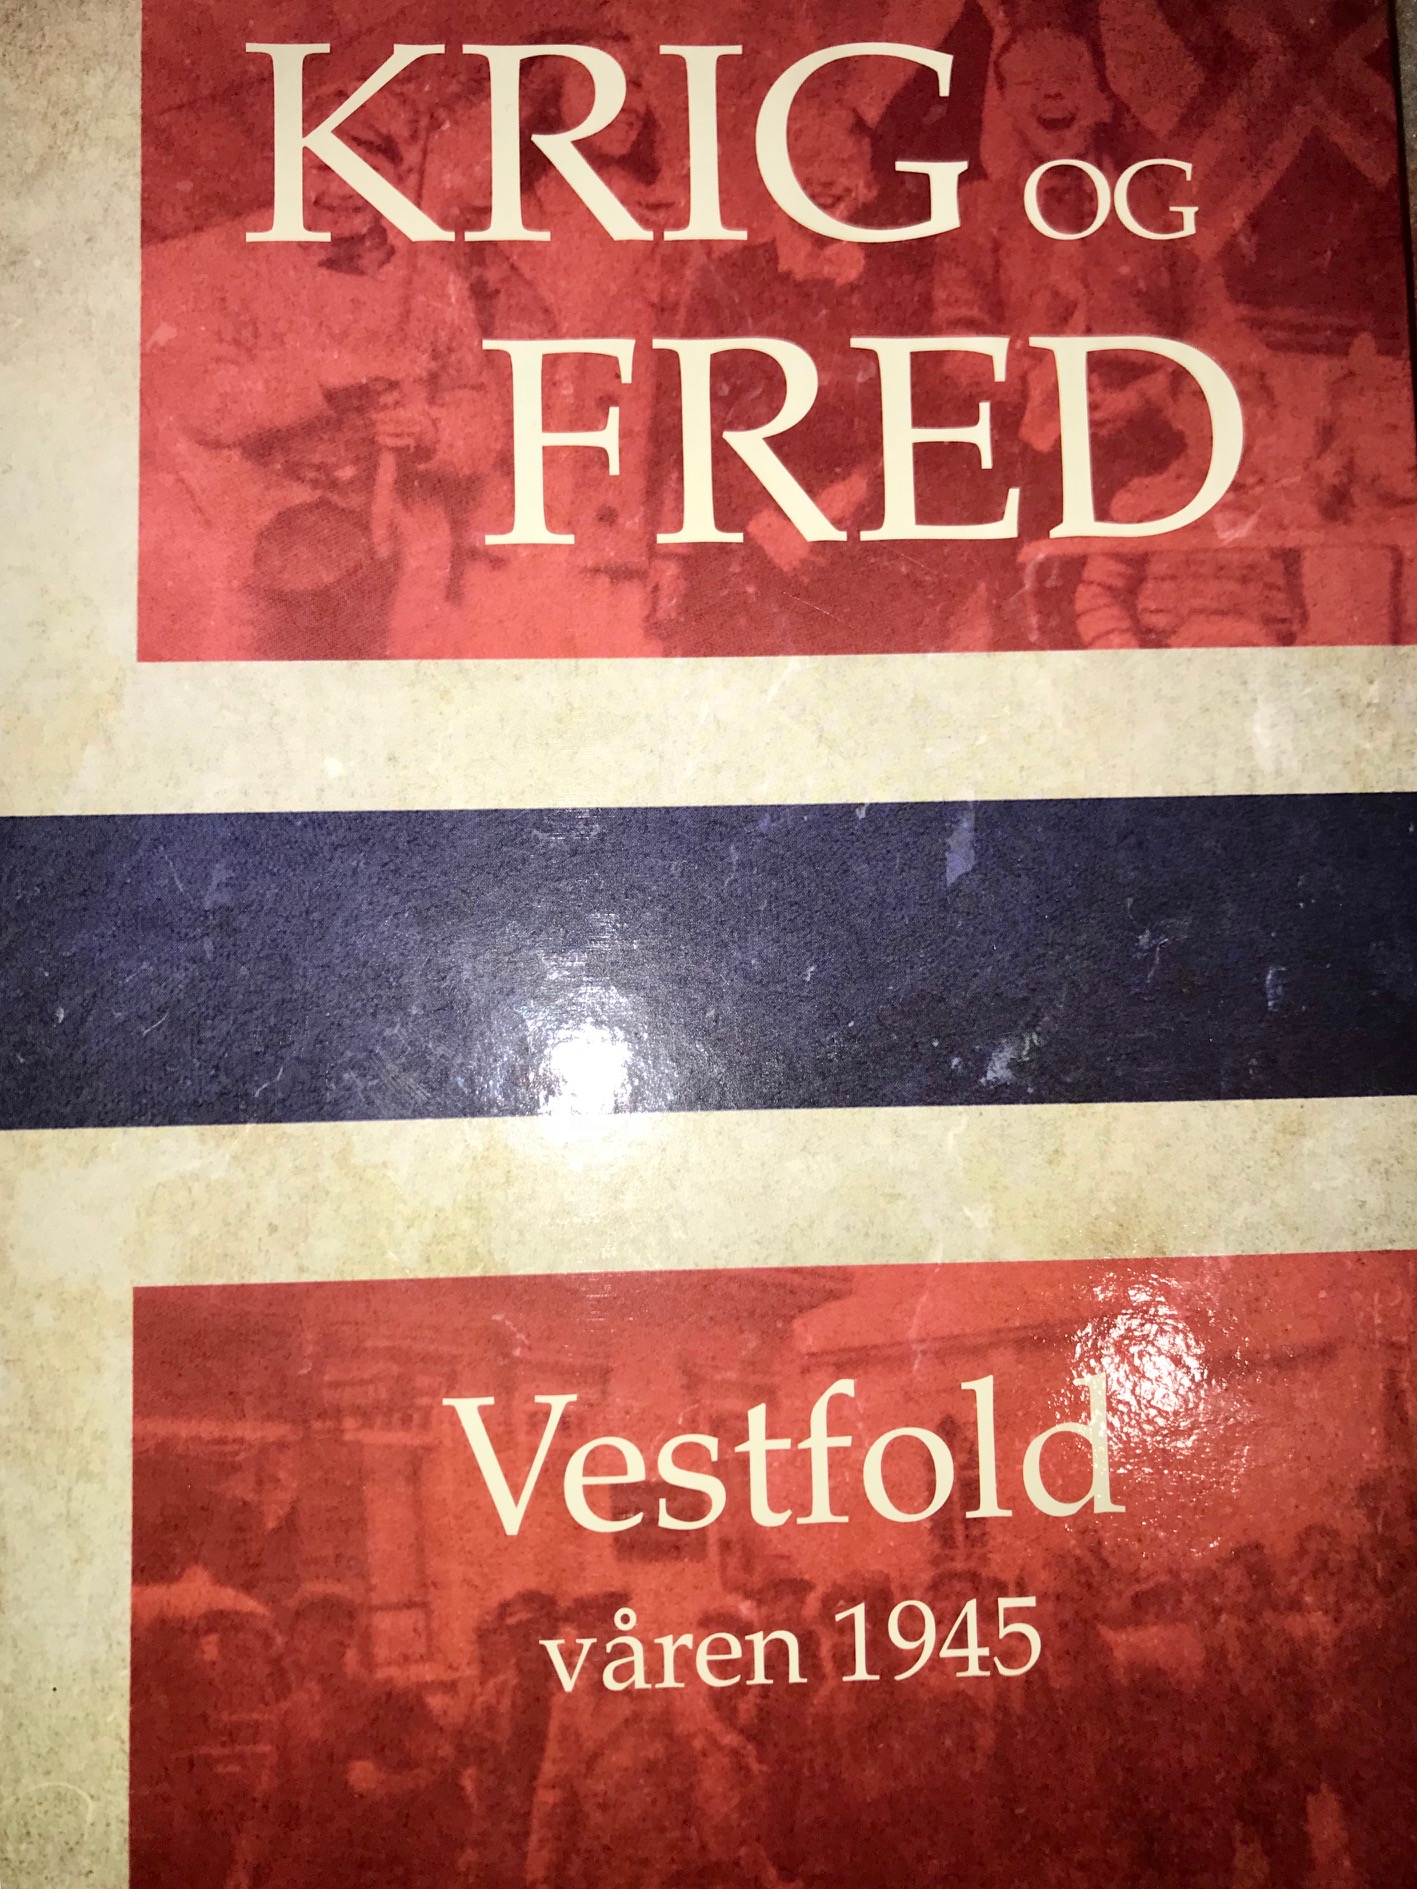 KRIG OG
FRED
Vestfold
våren 1945